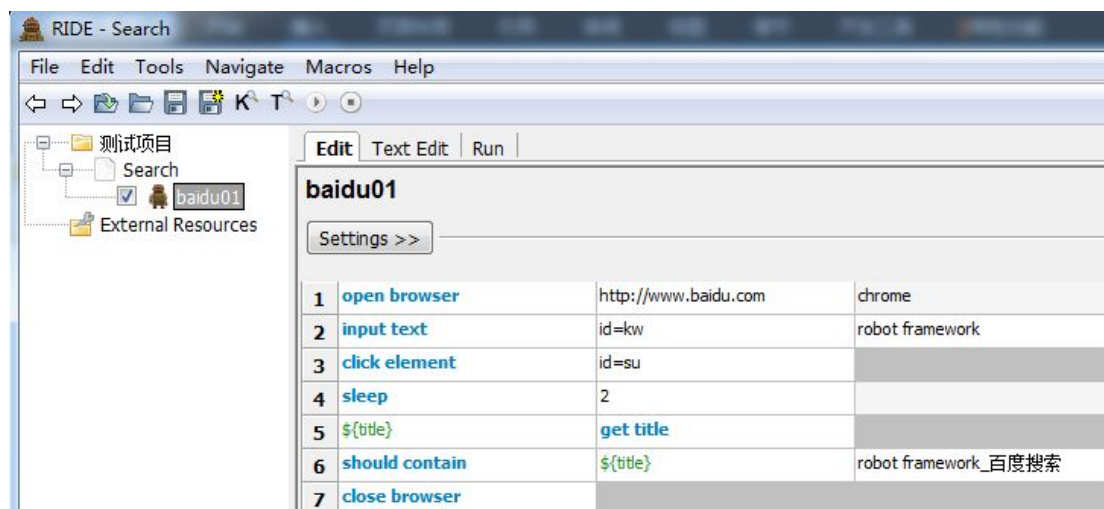 RIDE - Search
File Edit Tools Navigate Macros Help
K T
测试项目
Search
baidu01
External Resources
Edit Text Edit Run
baidu01
Settings >>
1 open browser http://www.baidu.com chrome
2 input text id=kw robot framework
3 click element id=su
4 sleep 2
5 ${title} get title
6 should contain ${title} robot framework_百度搜索
7 close browser